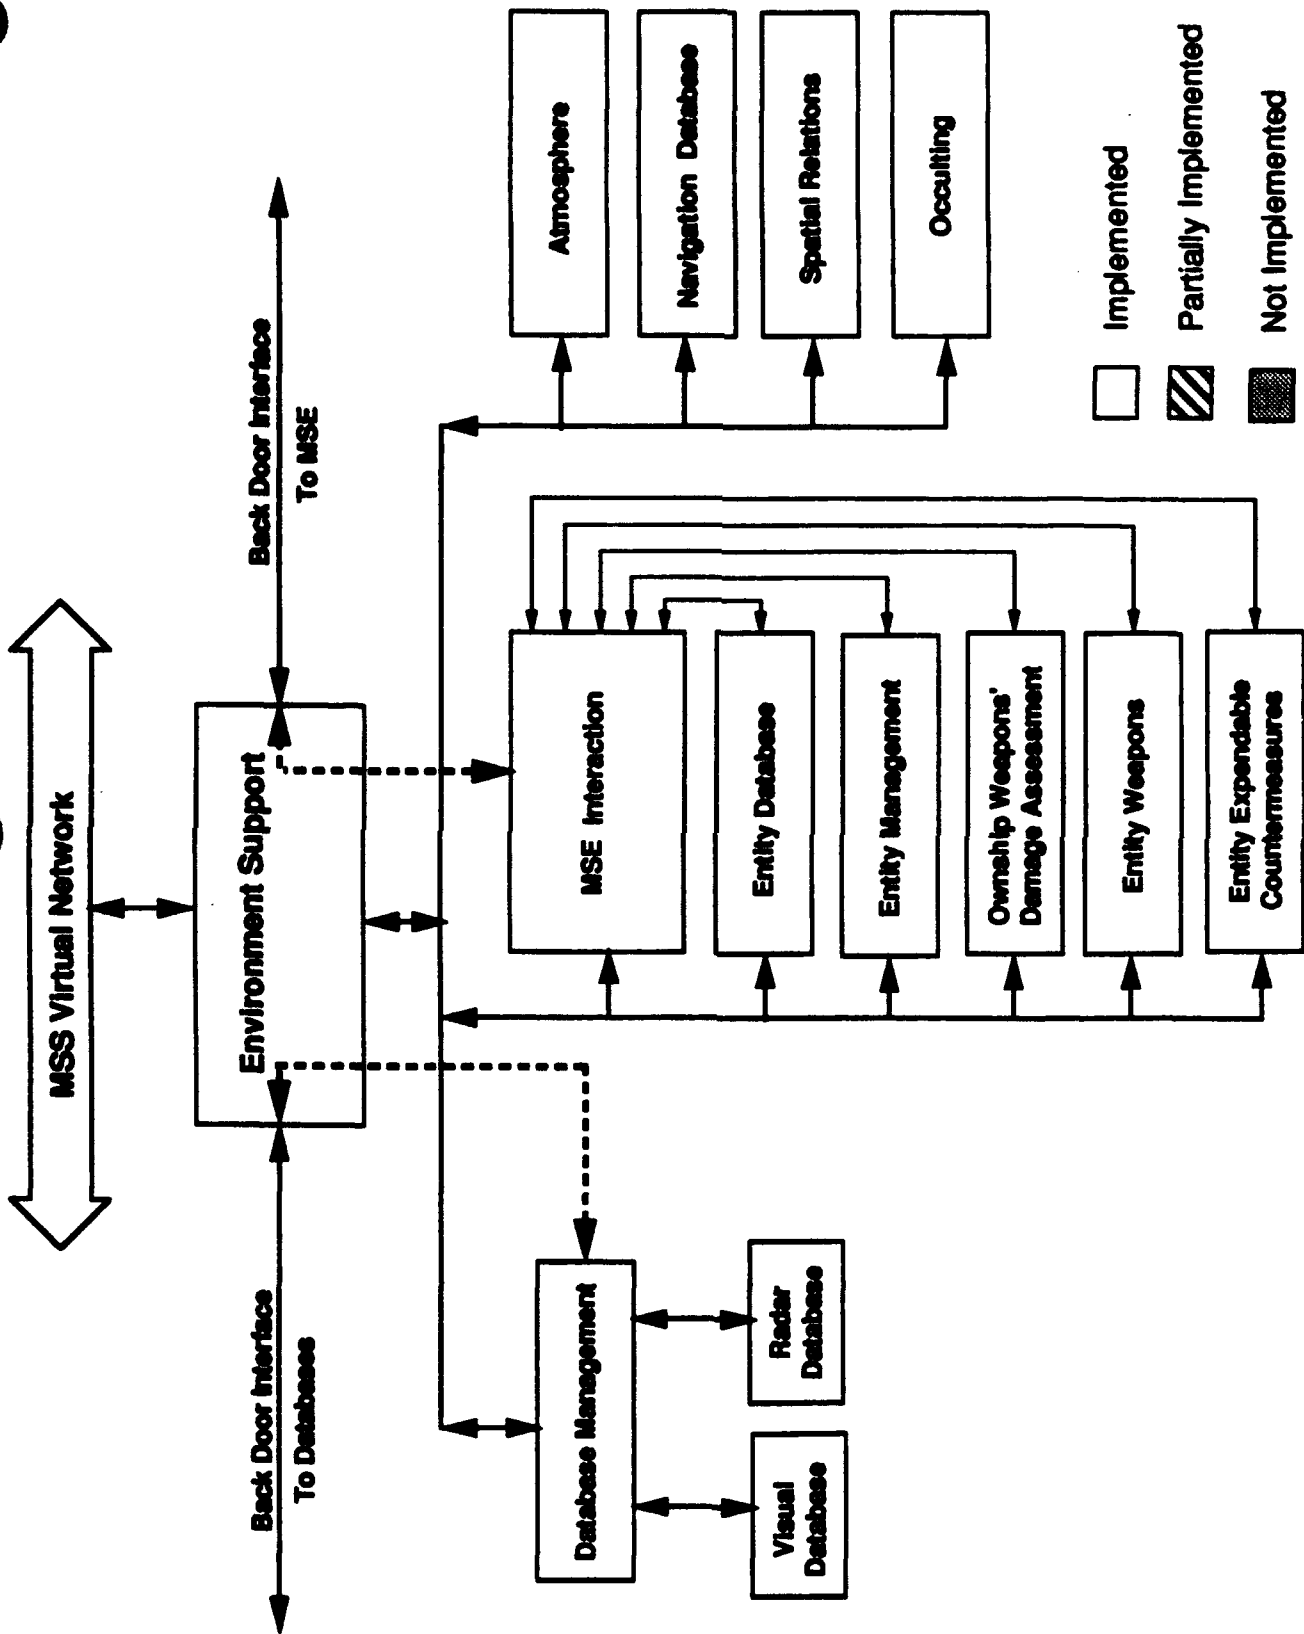 MSS Virtual Network
Back Door Interface
To Databases
Environment Support
Back Door Interface
To MSE
Database Management
Visual
Database
Radar
Database
MSE Interaction
Entity Database
Entity Management
Ownship Weapons'
Damage Assessment
Entity Weapons
Entity Expendable
Countermeasures
Atmosphere
Navigation Database
Spatial Relations
Occulting
Implemented
Partially Implemented
Not Implemented